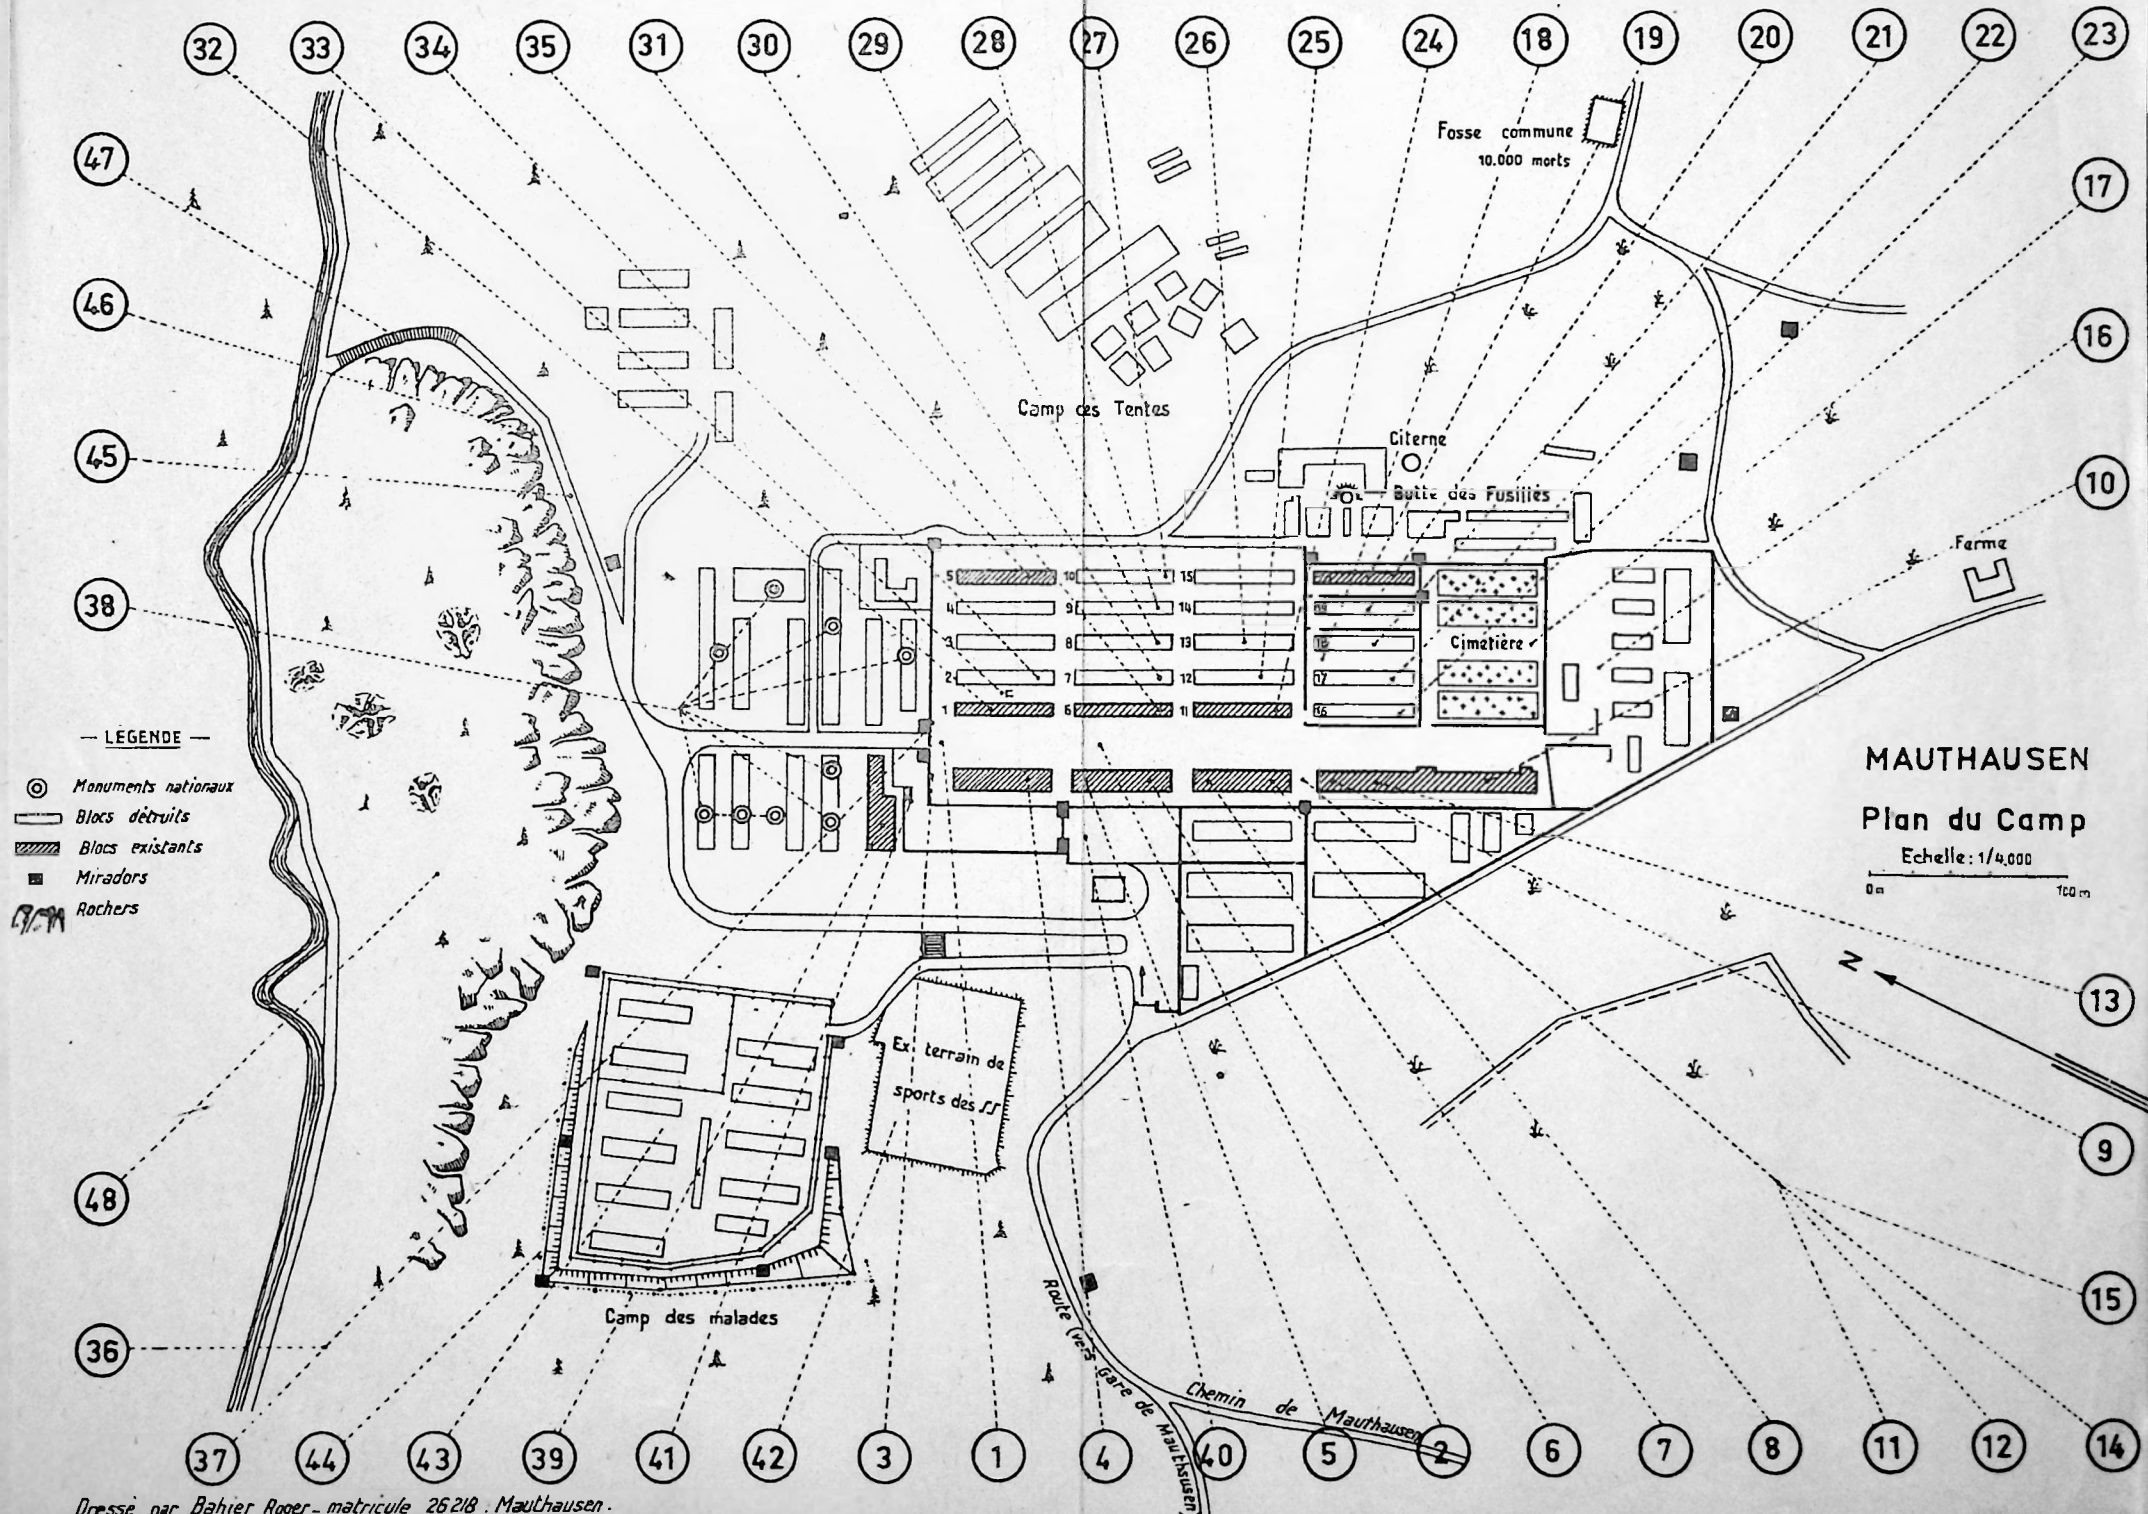 32 33 34 35 31 30 29 28 27 26 25 24 18 19 20 21 22 23
47
Fosse commune
10.000 morts
17
46
16
Camp des Tentes
Citerne
45
10
Butte des Fusillés
Ferme
5 10 15
4 9 14 19
38
3 8 13 18 Cimetière
2 7 12 17
1 6 11 16
— LÉGENDE —
Monuments nationaux
Blocs détruits
Blocs existants
Miradors
Rochers
MAUTHAUSEN
Plan du Camp
Echelle: 1/4.000
0m 100m
N
13
Ex terrain de
sports des SS
9
48
15
Camp des malades
36
Route (vers Gare de Mauthausen
Chemin de Mauthausen
37 44 43 39 41 42 3 1 4 40 5 2 6 7 8 11 12 14
Dressé par Bahier Roger - matricule 26218. Mauthausen.